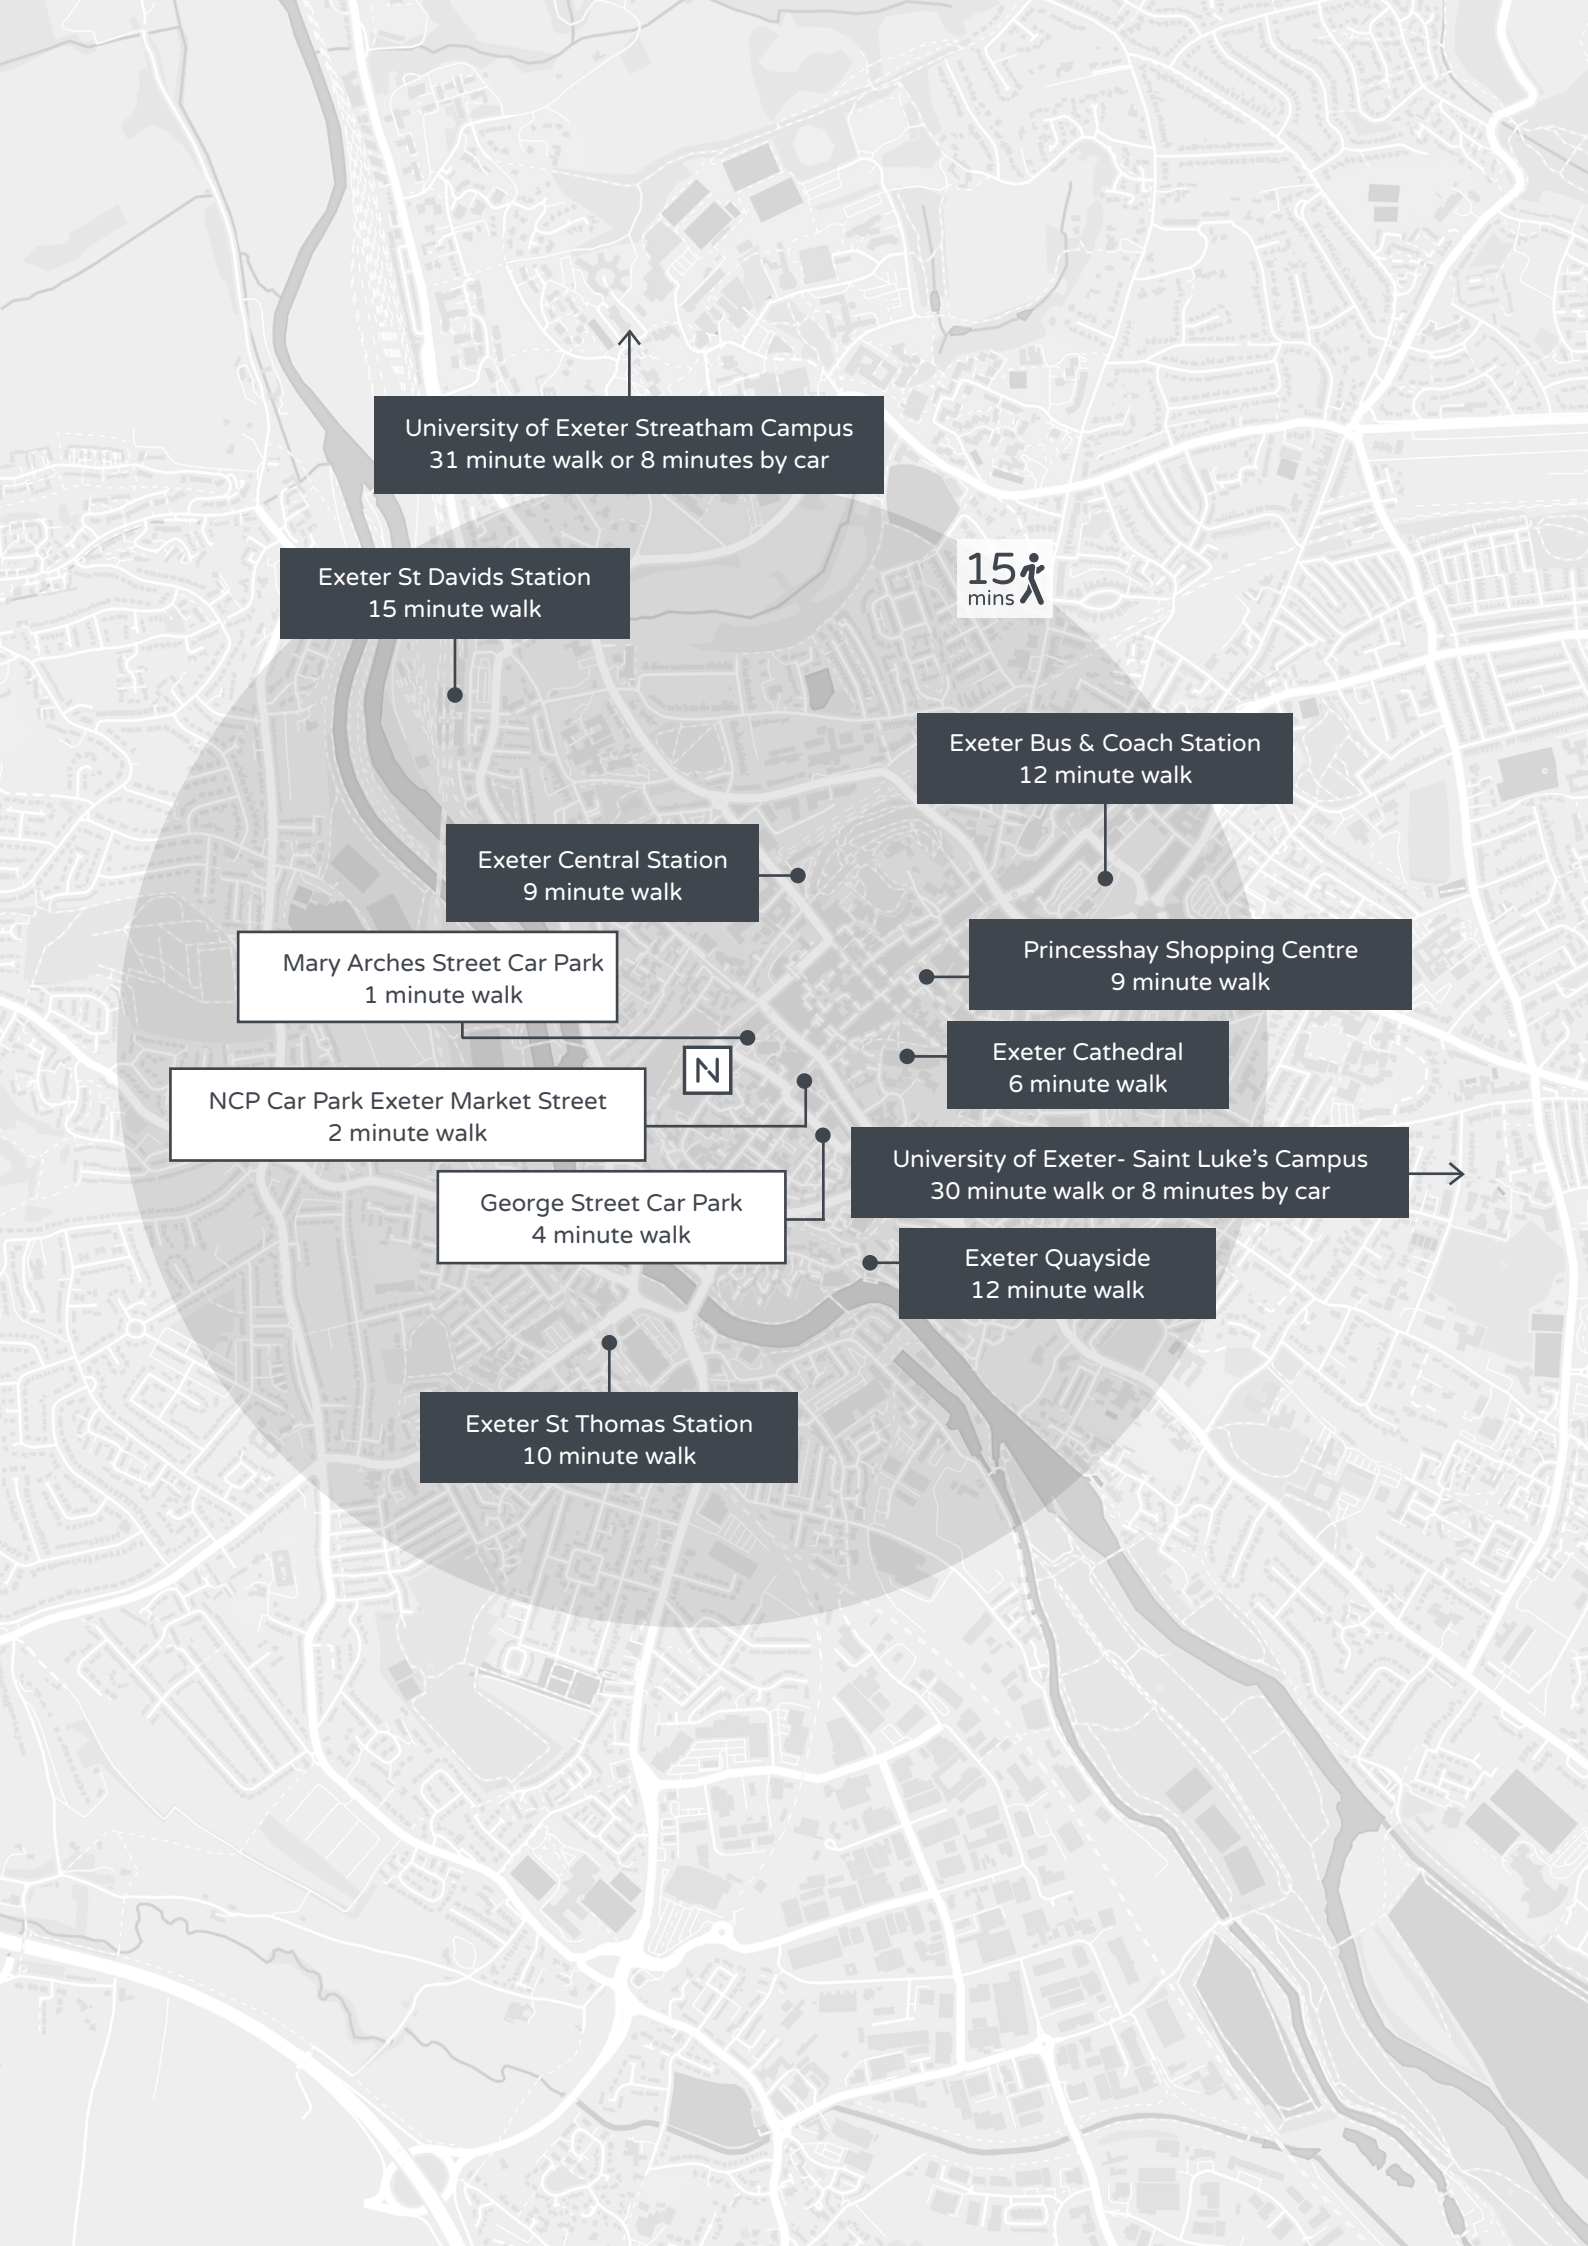 University of Exeter Streatham Campus
31 minute walk or 8 minutes by car
Exeter St Davids Station
15 minute walk
15
mins
Exeter Bus & Coach Station
12 minute walk
Exeter Central Station
9 minute walk
Princesshay Shopping Centre
9 minute walk
Mary Arches Street Car Park
1 minute walk
Exeter Cathedral
6 minute walk
N
NCP Car Park Exeter Market Street
2 minute walk
University of Exeter- Saint Luke’s Campus
30 minute walk or 8 minutes by car
George Street Car Park
4 minute walk
Exeter Quayside
12 minute walk
Exeter St Thomas Station
10 minute walk